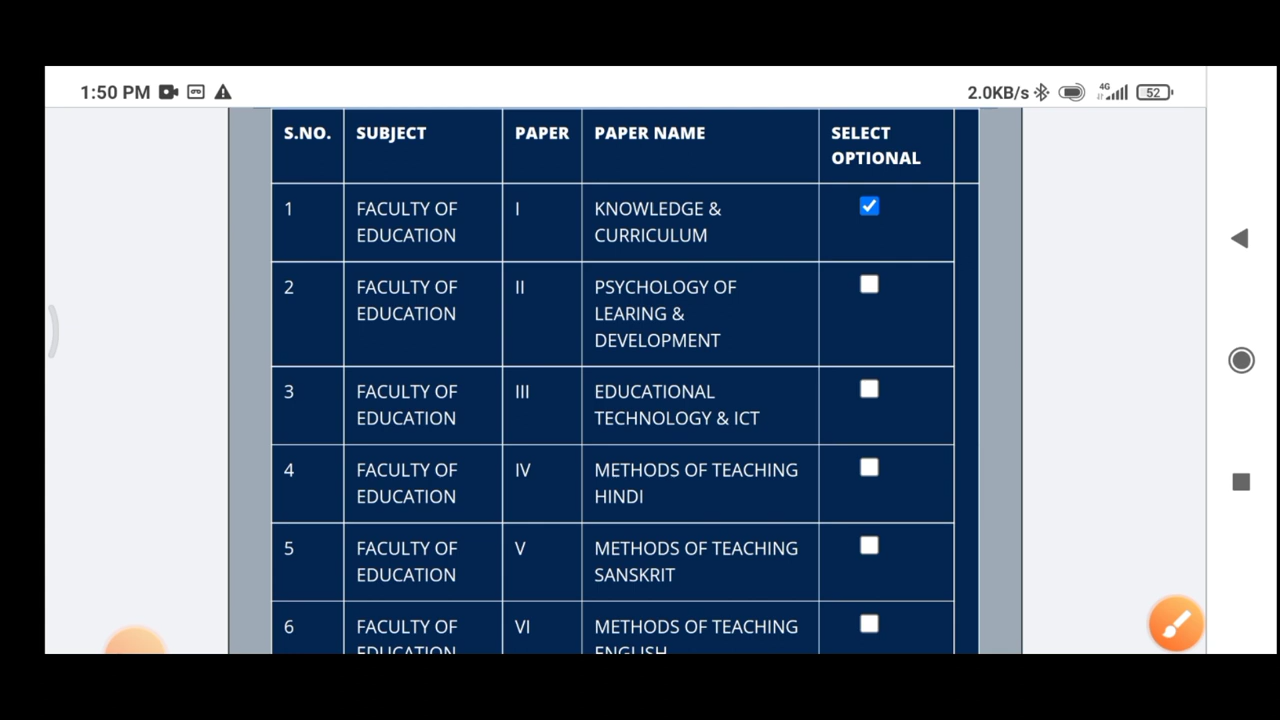 1:50 PM
2.0KB/s 4G 52
S.NO. SUBJECT PAPER PAPER NAME SELECT
OPTIONAL
1 FACULTY OF I KNOWLEDGE &
EDUCATION CURRICULUM
2 FACULTY OF II PSYCHOLOGY OF
EDUCATION LEARING &
DEVELOPMENT
3 FACULTY OF III EDUCATIONAL
EDUCATION TECHNOLOGY & ICT
4 FACULTY OF IV METHODS OF TEACHING
EDUCATION HINDI
5 FACULTY OF V METHODS OF TEACHING
EDUCATION SANSKRIT
6 FACULTY OF VI METHODS OF TEACHING
EDUCATION ENGLISH